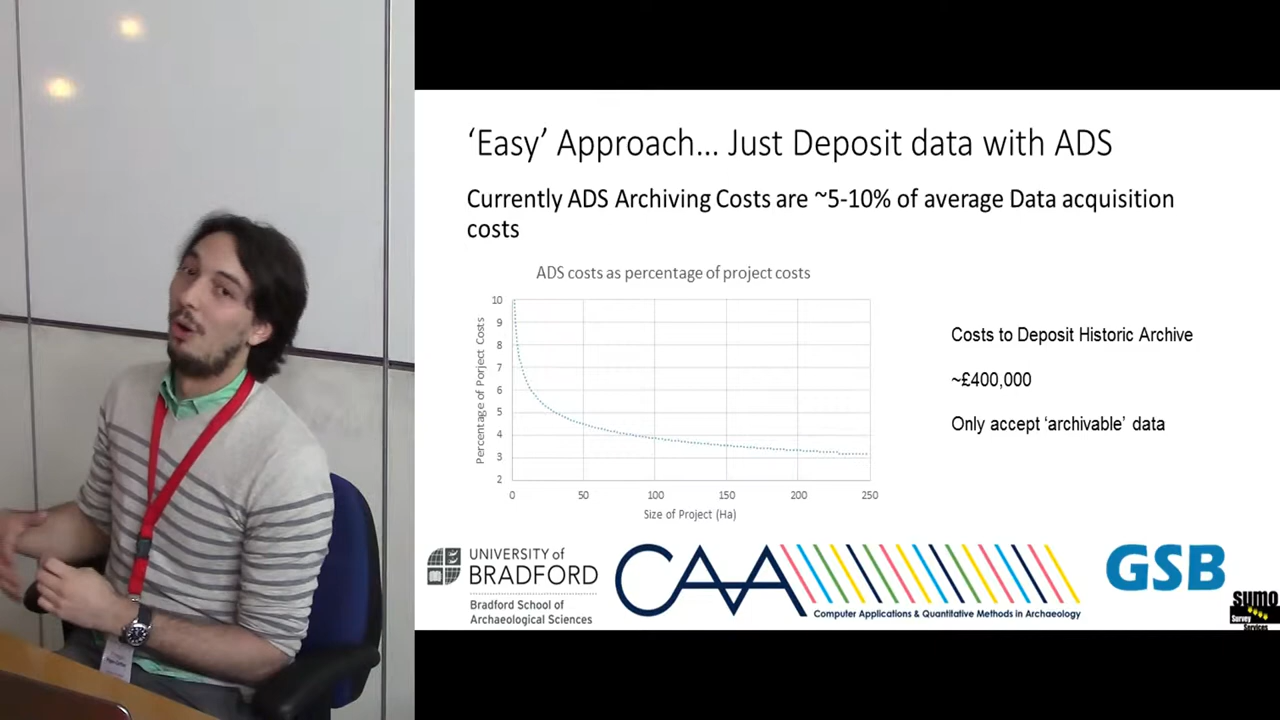 ‘Easy’ Approach... Just Deposit data with ADS
Currently ADS Archiving Costs are ~5-10% of average Data acquisition
costs
ADS costs as percentage of project costs
Percentage of Porject Costs
10
9
8
7
6
5
4
3
2
0
50
100
150
200
250
Size of Project (Ha)
Costs to Deposit Historic Archive
~£400,000
Only accept ‘archivable’ data
UNIVERSITY of
BRADFORD
Bradford School of
Archaeological Sciences
CAA
Computer Applications & Quantitative Methods in Archaeology
GSB
sumo
Survey
Services